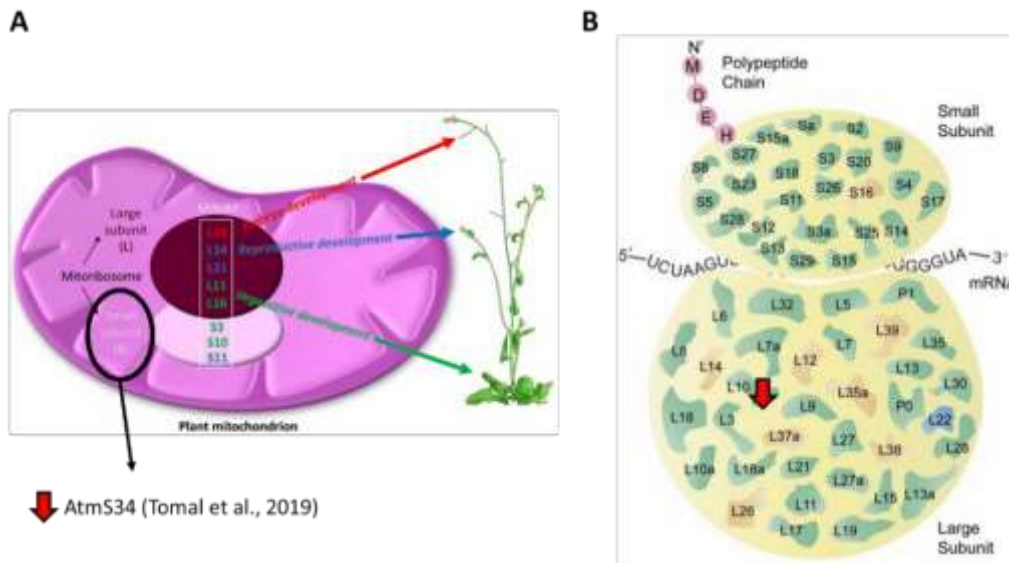 A
Large
subunit
(L)
Mitoribosome
Reproductive development
L21
S3
S10
S11
Plant mitochondrion
AtmS34 (Tomal et al., 2019)
B
N'
M
D
E
H
Polypeptide
Chain
Small
Subunit
S15a
Sa
S2
S9
S27
S3
S20
S8
S18
S23
S26
S16
S4
S5
S11
S17
S28
S12
S3a
S25
S14
S13
S29
S15
5'
UCUAAGU
GGGUA
3'
mRNA
L6
L32
L5
P1
L39
L8
L7a
L7
L35
L14
L12
L13
L10
L35a
L30
L18
L3
L9
P0
L22
L37a
L27
L38
L28
L10a
L18a
L21
L27a
L15
L13a
L26
L11
L17
L19
Large
Subunit